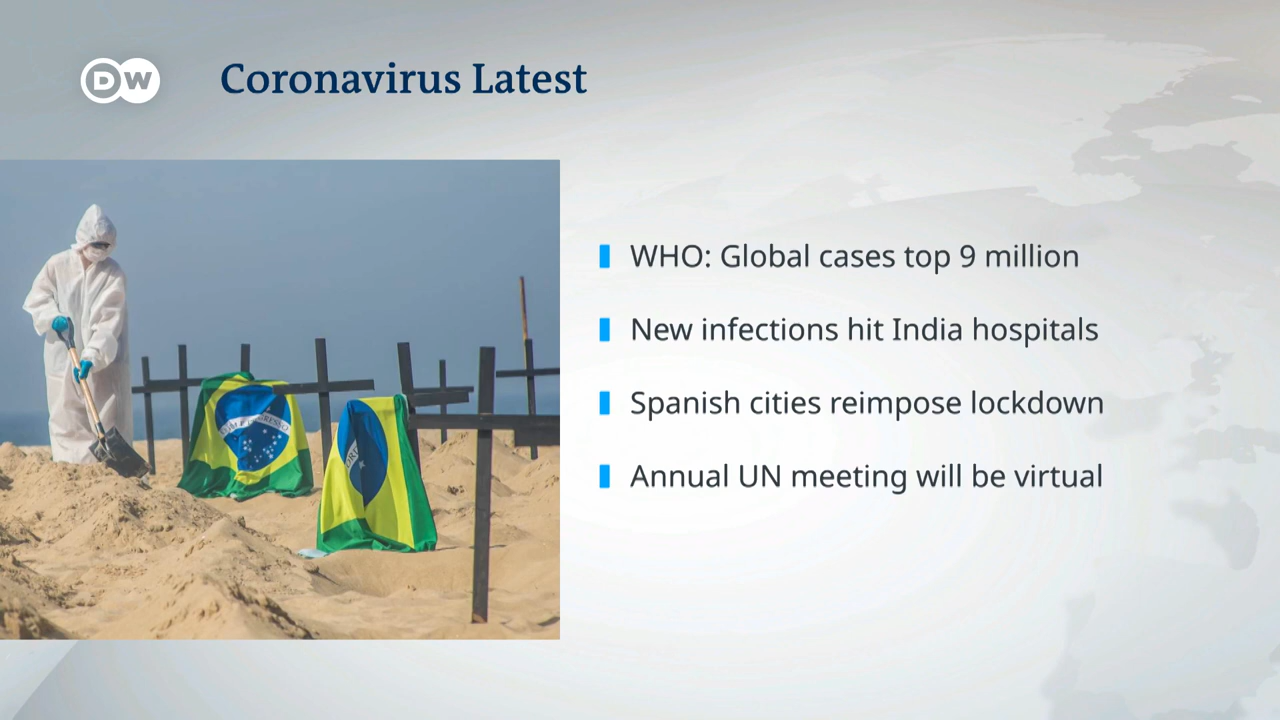 DW
Coronavirus Latest
WHO: Global cases top 9 million
New infections hit India hospitals
Spanish cities reimpose lockdown
Annual UN meeting will be virtual